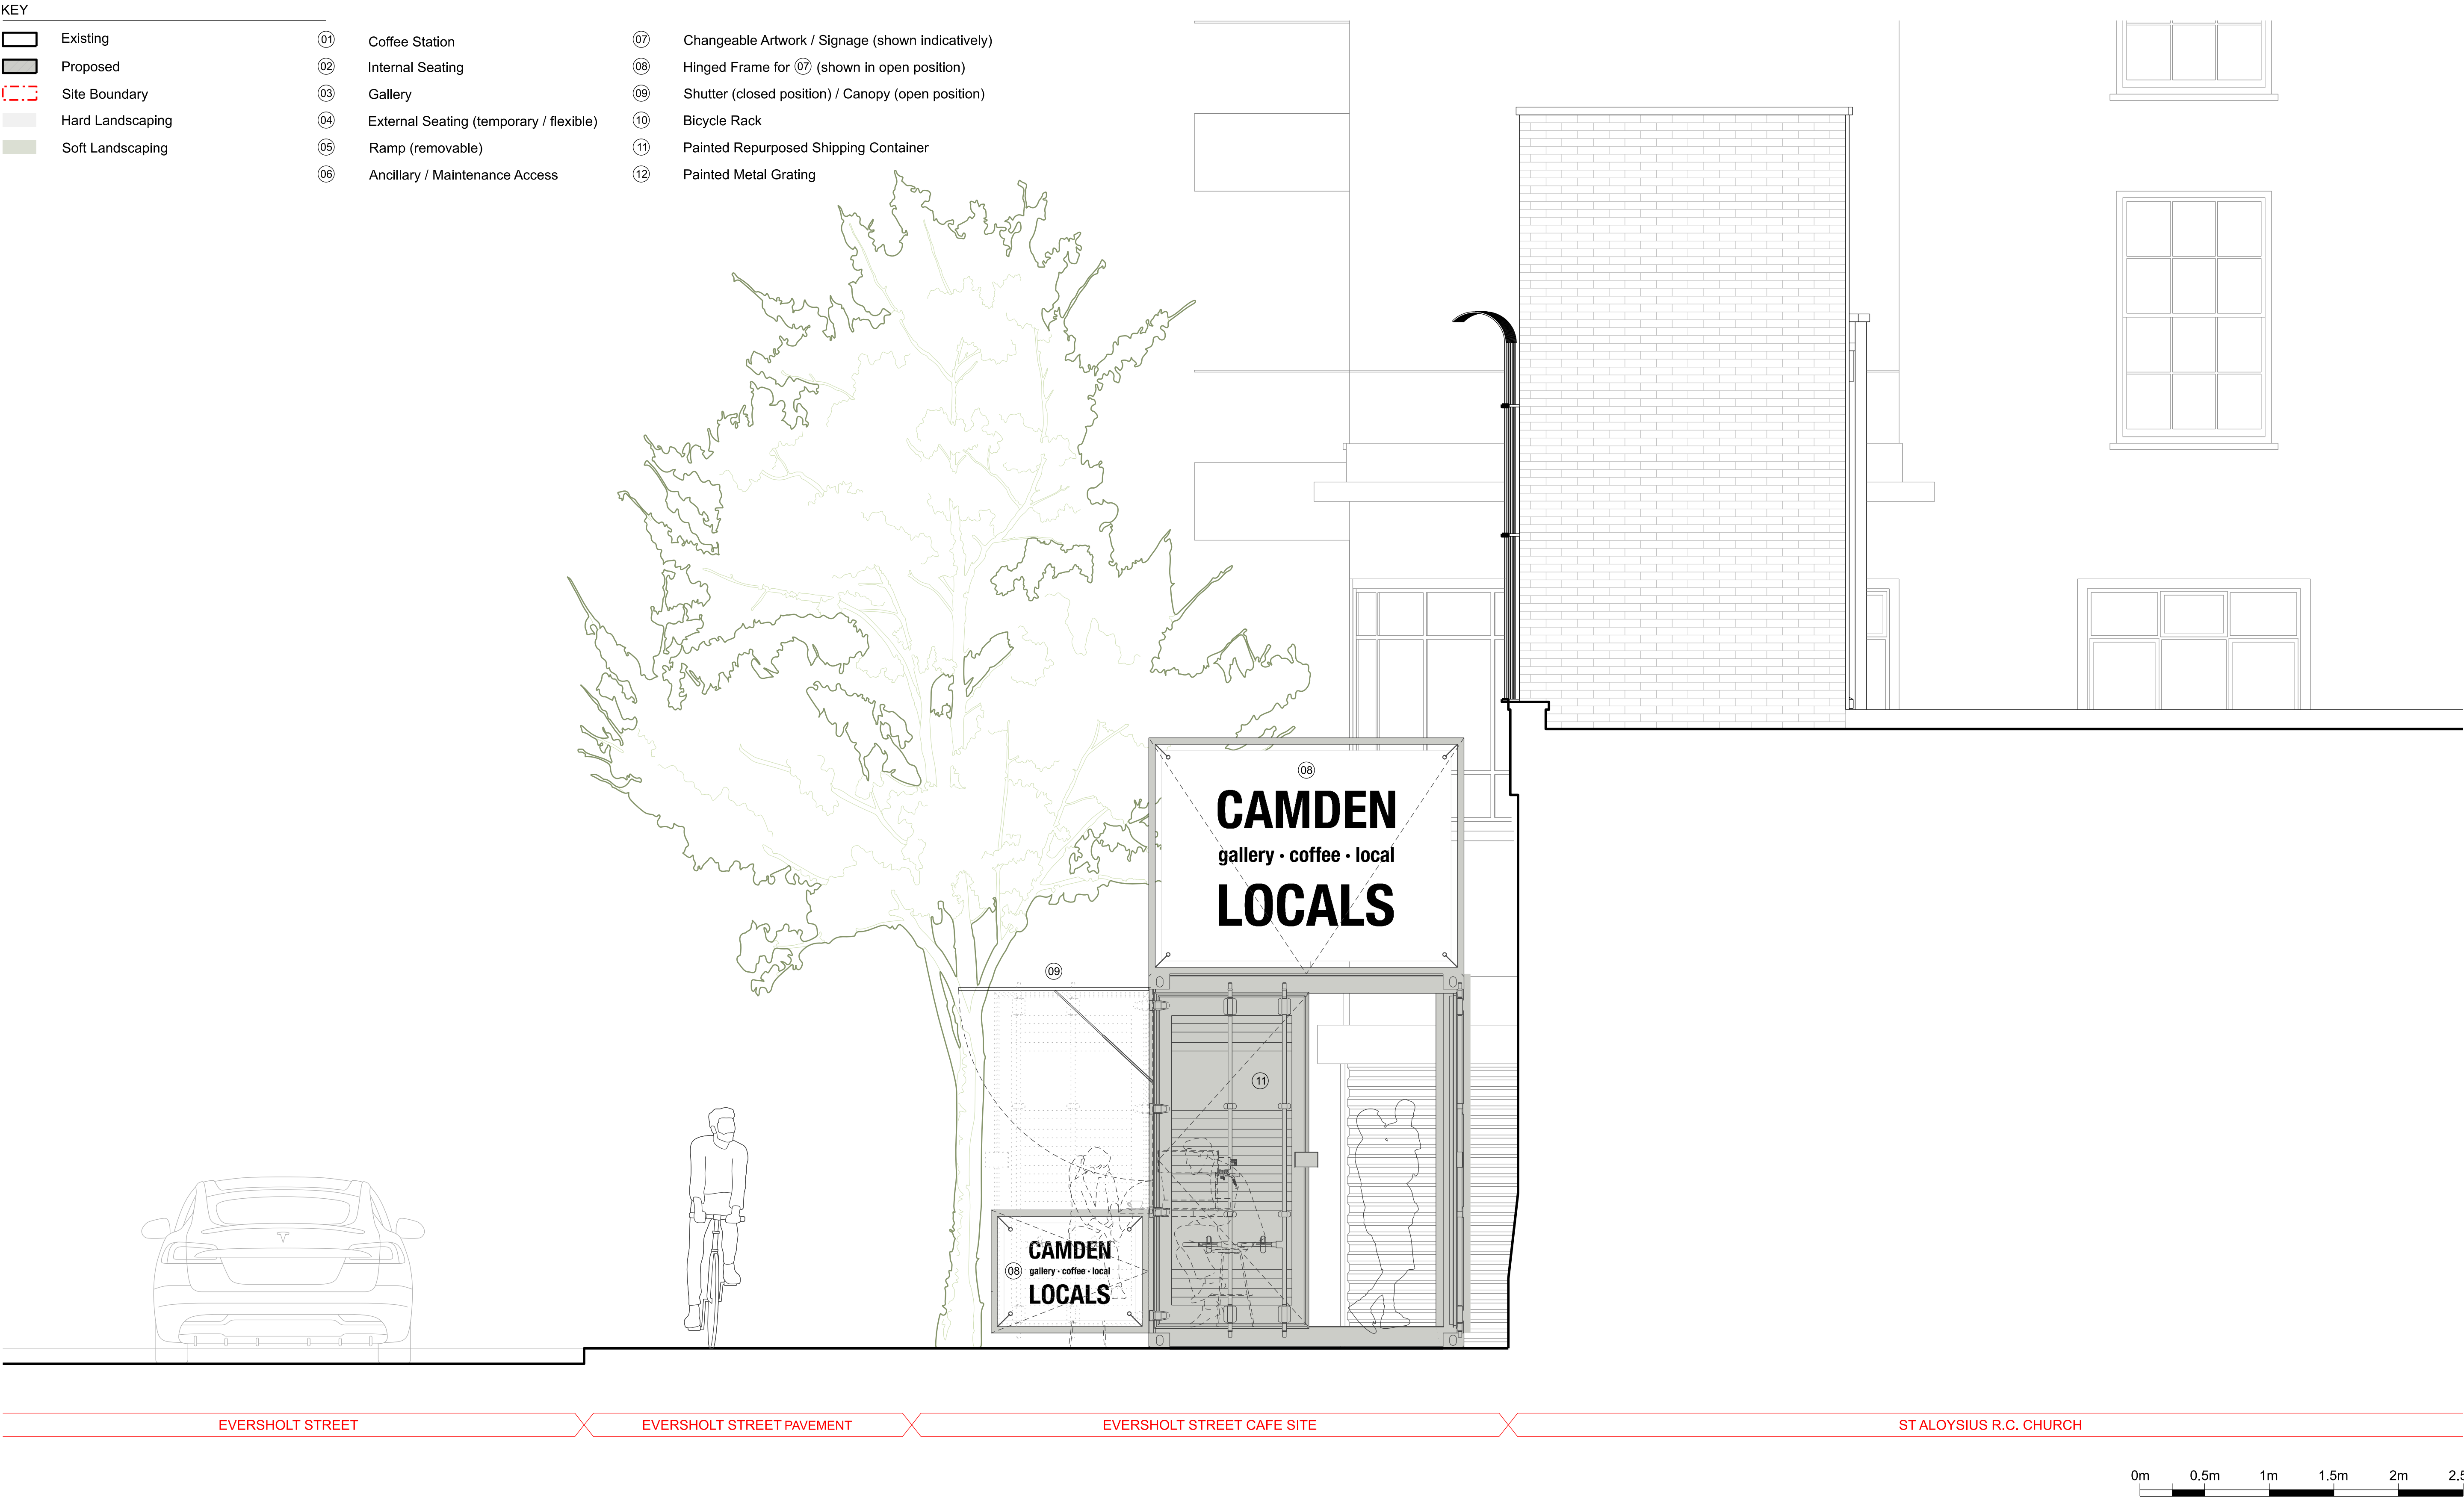 KEY
Existing
Proposed
Site Boundary
Hard Landscaping
Soft Landscaping
01 Coffee Station
02 Internal Seating
03 Gallery
04 External Seating (temporary / flexible)
05 Ramp (removable)
06 Ancillary / Maintenance Access
07 Changeable Artwork / Signage (shown indicatively)
08 Hinged Frame for 07 (shown in open position)
09 Shutter (closed position) / Canopy (open position)
10 Bicycle Rack
11 Painted Repurposed Shipping Container
12 Painted Metal Grating
08
CAMDEN
gallery • coffee • local
LOCALS
09
11
CAMDEN
08 gallery • coffee • local
LOCALS
EVERSHOLT STREET
EVERSHOLT STREET PAVEMENT
EVERSHOLT STREET CAFE SITE
ST ALOYSIUS R.C. CHURCH
0m 0.5m 1m 1.5m 2m